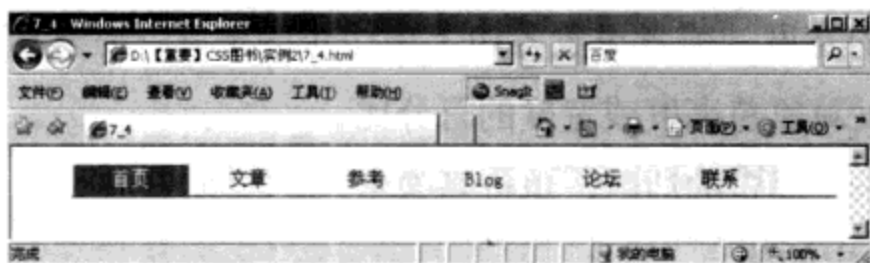 7_4 - Windows Internet Explorer
D:\【重要】CSS图书\实例2\7_4.html
百度
文件(F) 编辑(E) 查看(V) 收藏夹(A) 工具(T) 帮助(H) SnagIt
7_4 页面(P) 工具(O)
首页 文章 参考 Blog 论坛 联系
完成 我的电脑 100%